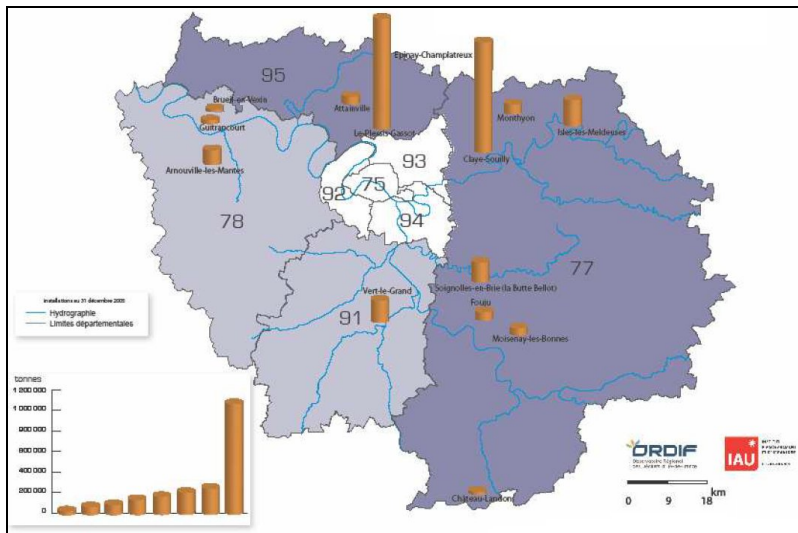 Epinay-Champlatreux
95
Brueil-en-Vexin
Attainville
Guitrancourt
Le-Plessis-Gassot
Monthyon
Isles-les-Meldeuses
Arnouville-les-Mantes
93
Claye-Souilly
75
92
94
78
77
Soignolles-en-Brie (la Butte Bellot)
Vert-le-Grand
Fouju
91
Moisenay-les-Bonnes
Installations au 31 décembre 2005
Hydrographie
Limites départementales
tonnes
1 200 000
1 000 000
800 000
600 000
400 000
200 000
0
ORDIF
IAU
0 9 18 km
Château-Landon